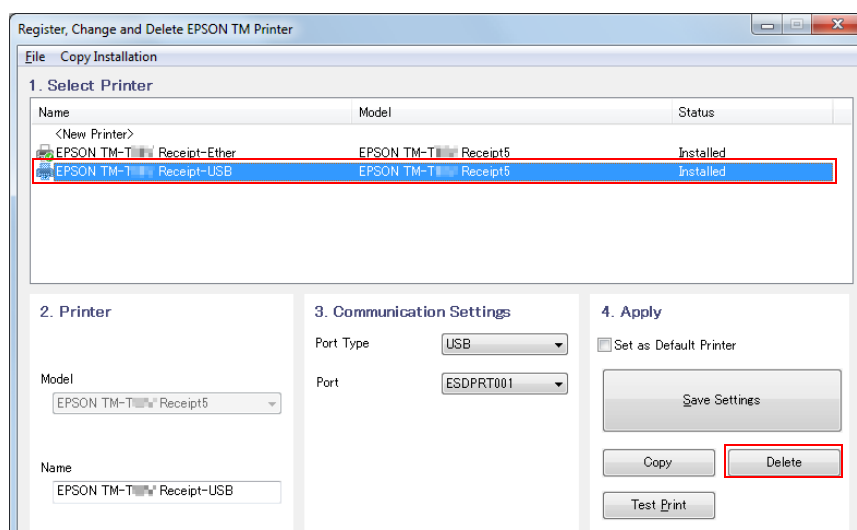 Register, Change and Delete EPSON TM Printer
File Copy Installation
1. Select Printer
Name Model Status
<New Printer>
EPSON TM-T Receipt-Ether EPSON TM-T Receipt5 Installed
EPSON TM-T Receipt-USB EPSON TM-T Receipt5 Installed
2. Printer
Model
EPSON TM-T Receipt5
Name
EPSON TM-T Receipt-USB
3. Communication Settings
Port Type USB
Port ESDPRT001
4. Apply
Set as Default Printer
Save Settings
Copy Delete
Test Print